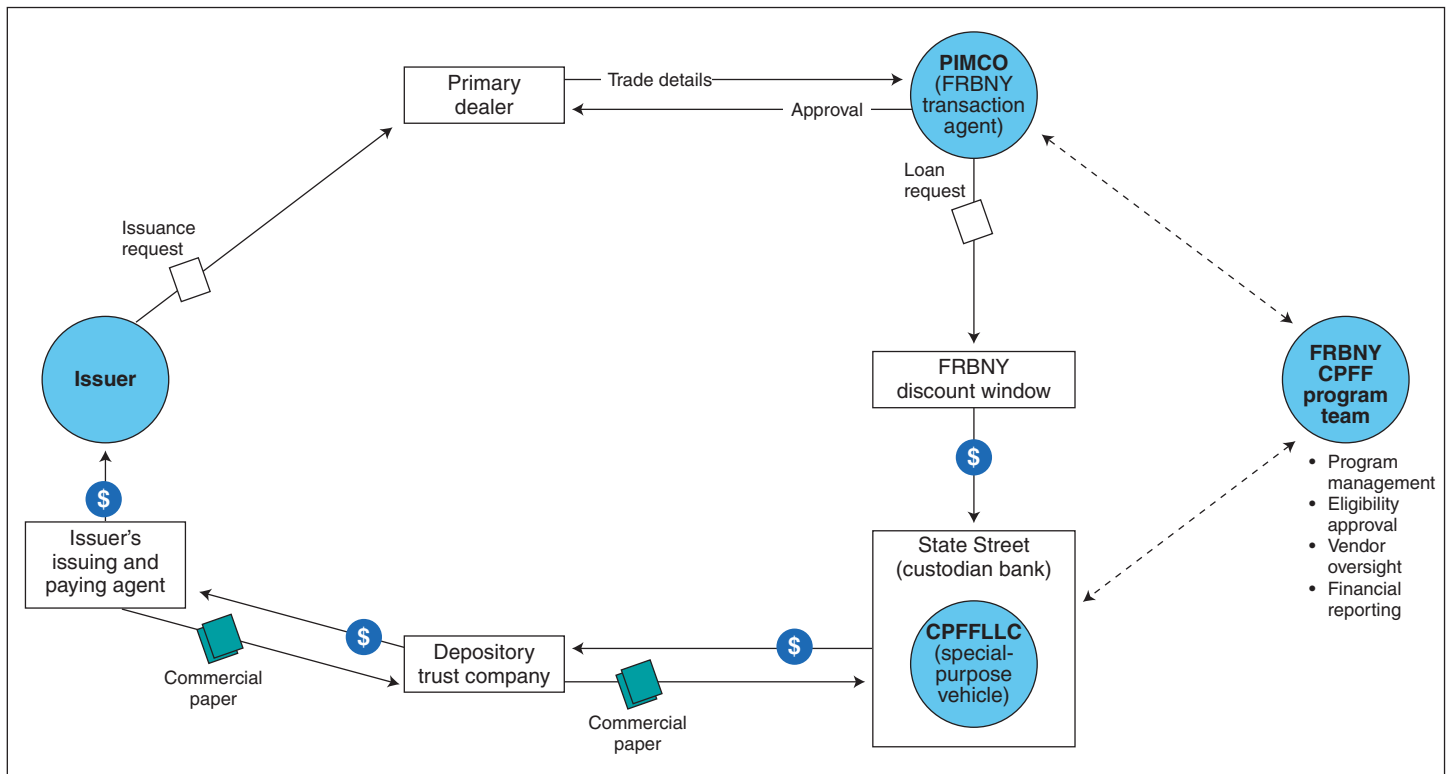 Primary
dealer
Trade details
Approval
PIMCO
(FRBNY
transaction
agent)
Loan
request
Issuance
request
Issuer
FRBNY
discount window
FRBNY
CPFF
program
team
• Program
management
• Eligibility
approval
• Vendor
oversight
• Financial
reporting
$
$
Issuer's
issuing and
paying agent
State Street
(custodian bank)
CPFFLLC
(special-
purpose
vehicle)
$
$
Depository
trust company
Commercial
paper
Commercial
paper